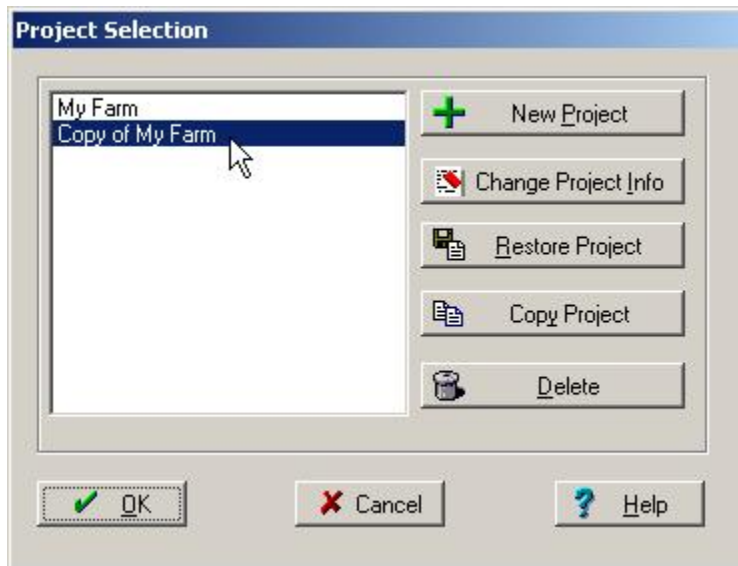 Project Selection
My Farm
Copy of My Farm
New Project
Change Project Info
Restore Project
Copy Project
Delete
OK
Cancel
Help